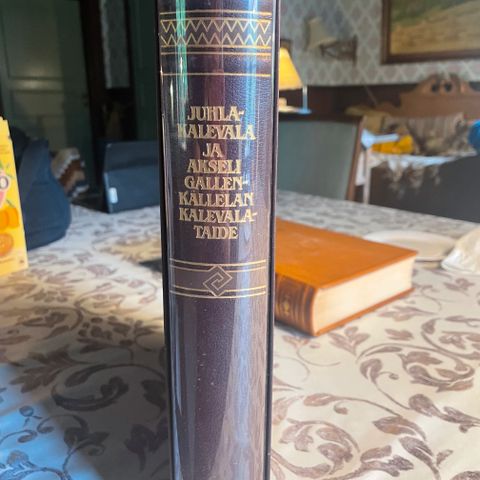 JUHLA-
KALEVALA
JA
AKSELI
GALLEN-
KALLELAN
KALEVALA-
TAIDE